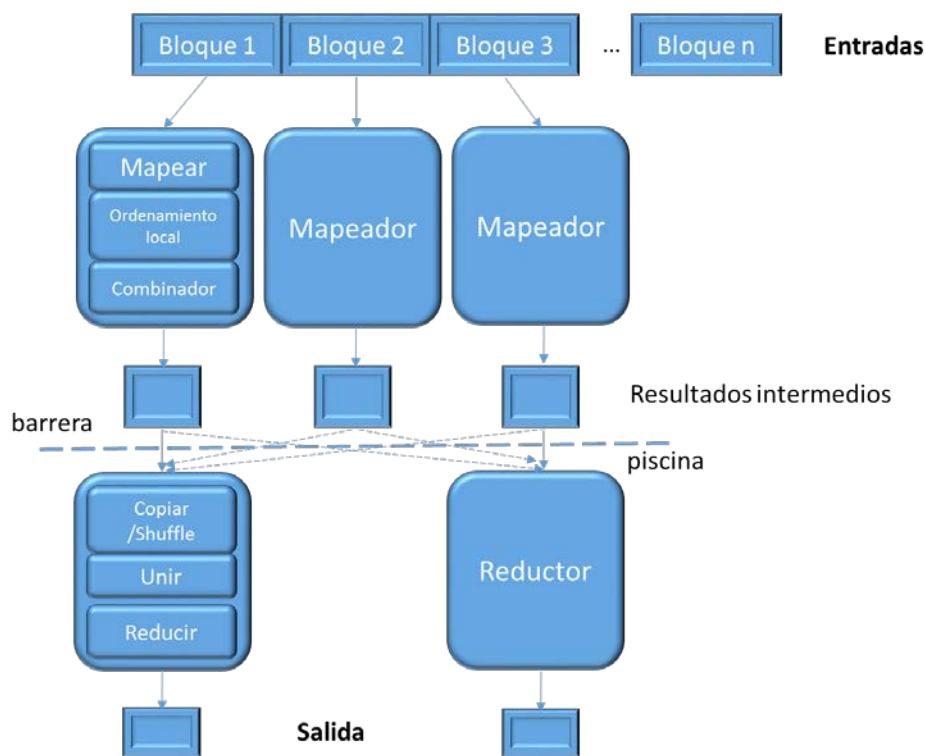 Bloque 1 Bloque 2 Bloque 3 ... Bloque n Entradas
Mapear
Ordenamiento
local
Combinador
Mapeador
Mapeador
Resultados intermedios
barrera
piscina
Copiar
/Shuffle
Unir
Reducir
Reductor
Salida